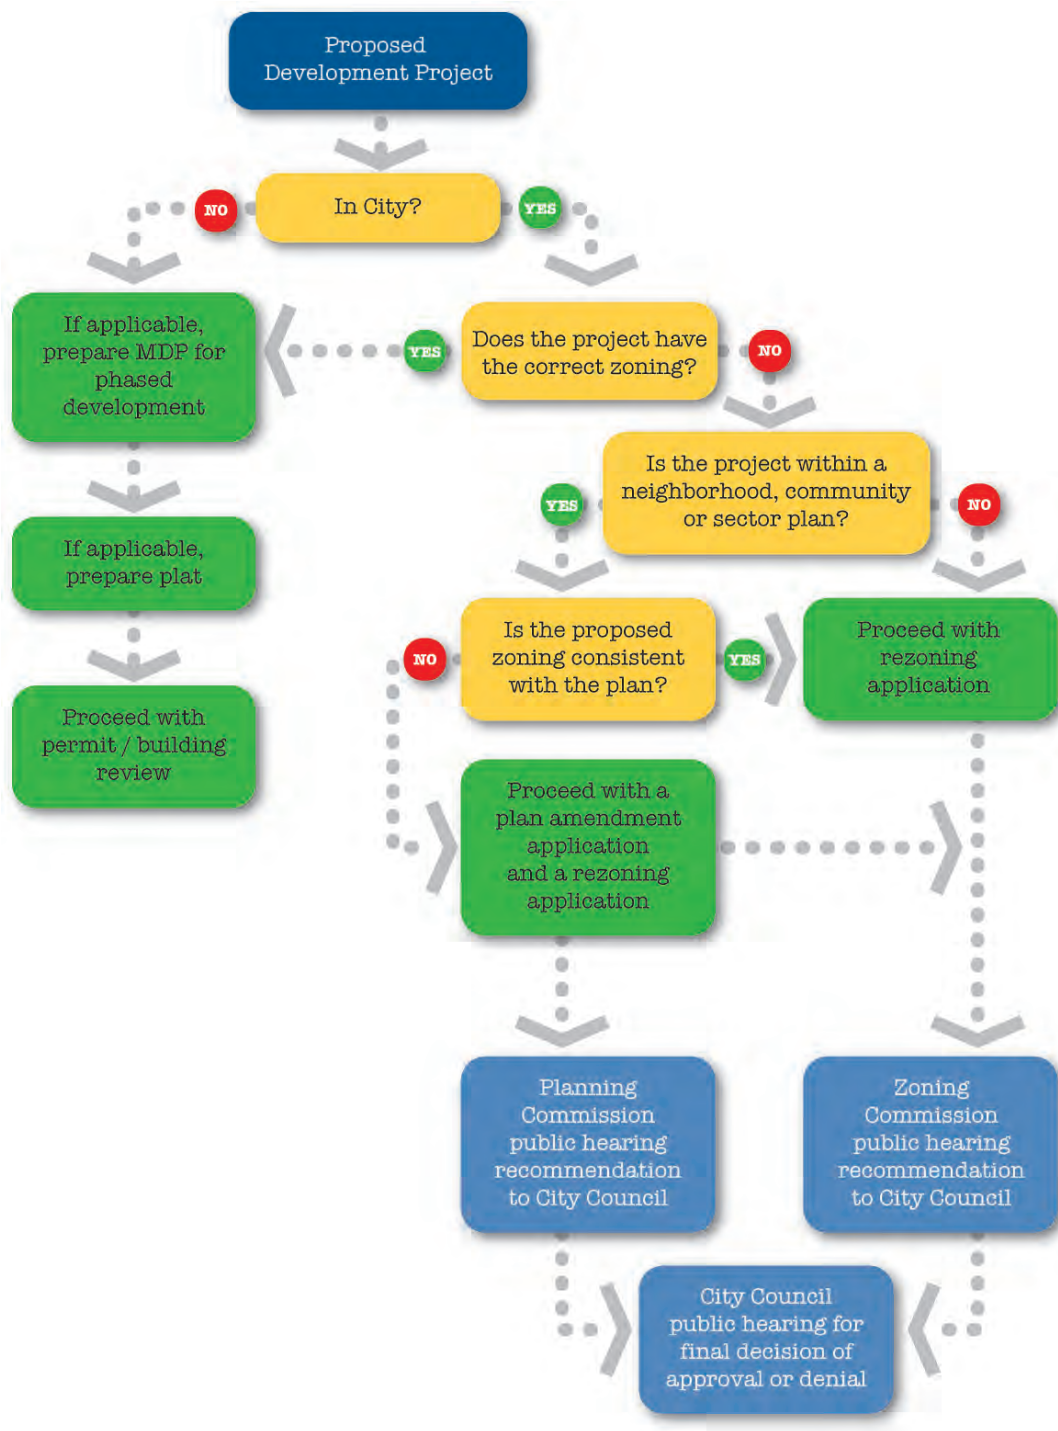 Proposed
Development Project
In City?
NO
YES
If applicable,
prepare MDP for
phased
development
YES
Does the project have
the correct zoning?
NO
Is the project within a
neighborhood, community
or sector plan?
YES
NO
If applicable,
prepare plat
NO
Is the proposed
zoning consistent
with the plan?
YES
Proceed with
rezoning
application
Proceed with
permit / building
review
Proceed with a
plan amendment
application
and a rezoning
application
Planning
Commission
public hearing
recommendation
to City Council
Zoning
Commission
public hearing
recommendation
to City Council
City Council
public hearing for
final decision of
approval or denial